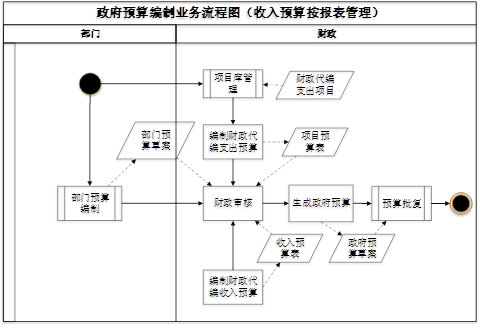 政府预算编制业务流程图（收入预算按报表管理）
部门
财政
项目库管
理
财政代编
支出项目
部门预
算草案
编制财政代
编支出预算
项目预
算表
部门预算
编制
财政审核
生成政府预算
预算批复
收入预
算表
政府预
算草案
编制财政代
编收入预算